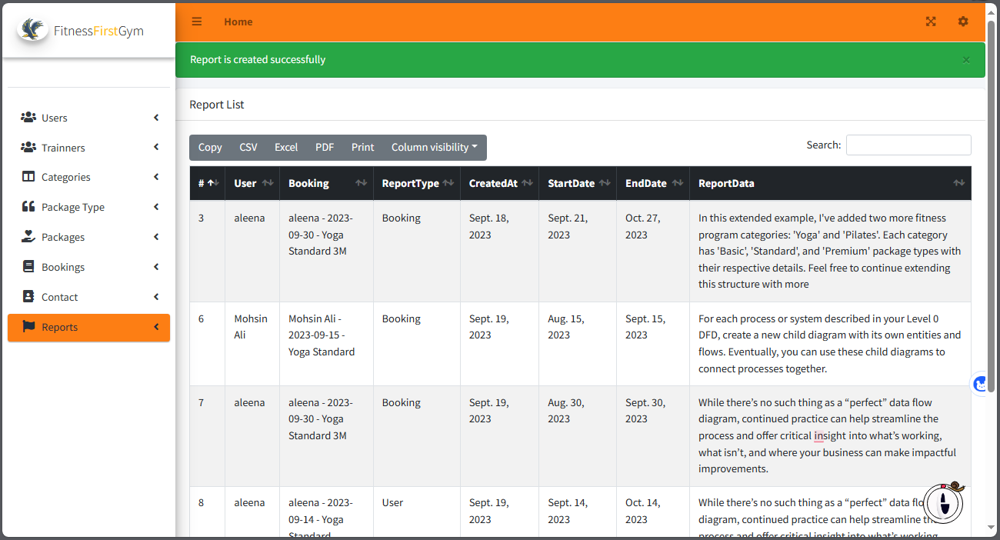 FitnessFirstGym
Home
Report is created successfully
×
Users
Trainners
Categories
Package Type
Packages
Bookings
Contact
Reports
Report List
Copy CSV Excel PDF Print Column visibility
Search:
# User Booking ReportType CreatedAt StartDate EndDate ReportData
3 aleena aleena - 2023- Booking Sept. 18, Sept. 21, Oct. 27, In this extended example, I've added two more fitness
09-30 - Yoga 2023 2023 2023 program categories: 'Yoga' and 'Pilates'. Each category
Standard 3M has 'Basic', 'Standard', and 'Premium' package types with
their respective details. Feel free to continue extending
this structure with more
6 Mohsin Mohsin Ali - Booking Sept. 19, Aug. 15, Sept. 15, For each process or system described in your Level 0
Ali 2023-09-15 - 2023 2023 2023 DFD, create a new child diagram with its own entities and
Yoga Standard flows. Eventually, you can use these child diagrams to
connect processes together.
7 aleena aleena - 2023- Booking Sept. 19, Aug. 30, Sept. 30, While there’s no such thing as a “perfect” data flow
09-30 - Yoga 2023 2023 2023 diagram, continued practice can help streamline the
Standard 3M process and offer critical insight into what’s working,
what isn’t, and where your business can make impactful
improvements.
8 aleena aleena - 2023- User Sept. 19, Sept. 14, Oct. 14, While there’s no such thing as a “perfect” data
09-14 - Yoga 2023 2023 2023 diagram, continued practice can help streamline
Standard process and offer critical insight into what’s working,